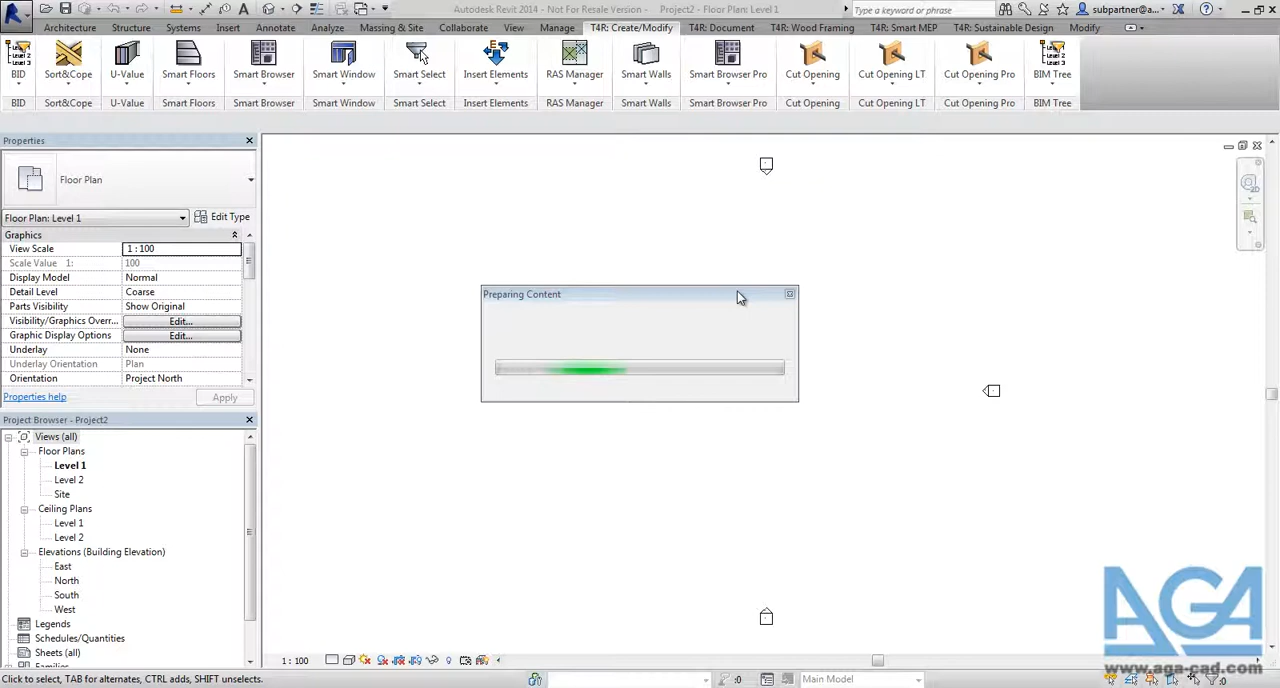 Autodesk Revit 2014 - Not For Resale Version - Project2 - Floor Plan: Level 1
Type a keyword or phrase
subpartner@a...
Architecture Structure Systems Insert Annotate Analyze Massing & Site Collaborate View Manage T4R: Create/Modify T4R: Document T4R: Wood Framing T4R: Smart MEP T4R: Sustainable Design Modify
BID Sort&Cope U-Value Smart Floors Smart Browser Smart Window Smart Select Insert Elements RAS Manager Smart Walls Smart Browser Pro Cut Opening Cut Opening LT Cut Opening Pro BIM Tree
BID Sort&Cope U-Value Smart Floors Smart Browser Smart Window Smart Select Insert Elements RAS Manager Smart Walls Smart Browser Pro Cut Opening Cut Opening LT Cut Opening Pro BIM Tree
Properties
Floor Plan
Floor Plan: Level 1 Edit Type
Graphics
View Scale 1 : 100
Scale Value 1: 100
Display Model Normal
Detail Level Coarse
Parts Visibility Show Original
Visibility/Graphics Overr... Edit...
Graphic Display Options Edit...
Underlay None
Underlay Orientation Plan
Orientation Project North
Properties help Apply
Project Browser - Project2
Views (all)
Floor Plans
Level 1
Level 2
Site
Ceiling Plans
Level 1
Level 2
Elevations (Building Elevation)
East
North
South
West
Legends
Schedules/Quantities
Sheets (all)
Families
Preparing Content
2D
1 : 100
Click to select, TAB for alternates, CTRL adds, SHIFT unselects.
:0
Main Model
:0
AGA
www.aga-cad.com